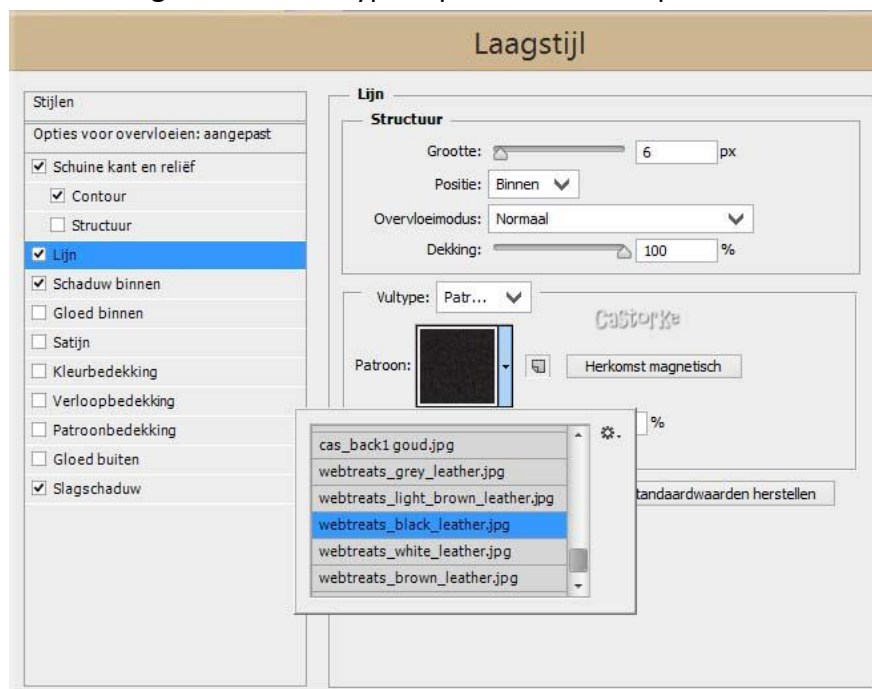 Laagstijl
Stijlen
Opties voor overvloeien: aangepast
Schuine kant en reliëf
Contour
Structuur
Lijn
Schaduw binnen
Gloed binnen
Satijn
Kleurbedekking
Verloopbedekking
Patroonbedekking
Gloed buiten
Slagschaduw
Lijn
Structuur
Grootte: 6 px
Positie: Binnen
Overvloeimodus: Normaal
Dekking: 100 %
Vultype: Patr...
Castorke
Patroon: Herkomst magnetisch
%
tandaardwaarden herstellen
cas_back1 goud.jpg
webtreats_grey_leather.jpg
webtreats_light_brown_leather.jpg
webtreats_black_leather.jpg
webtreats_white_leather.jpg
webtreats_brown_leather.jpg